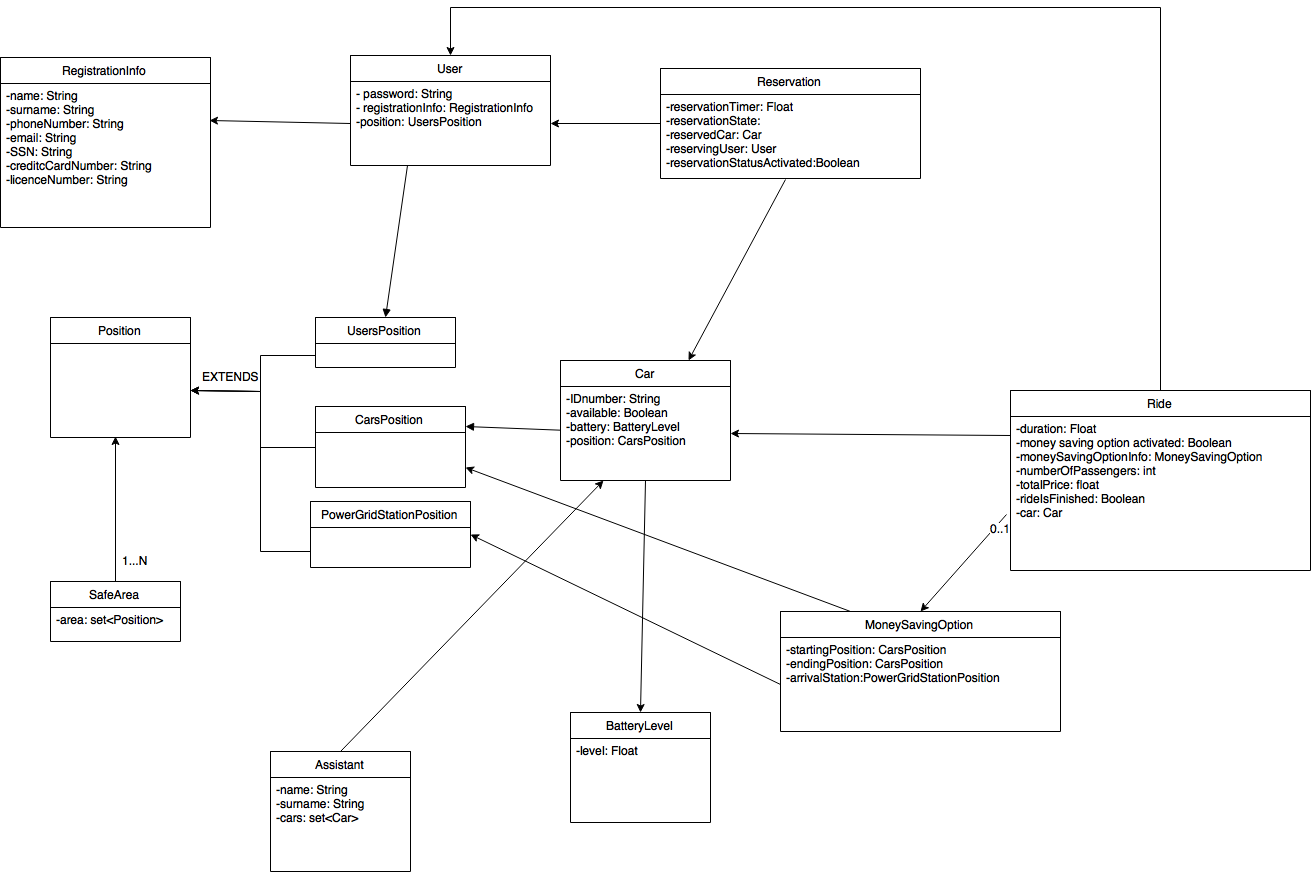 RegistrationInfo
-name: String
-surname: String
-phoneNumber: String
-email: String
-SSN: String
-creditcCardNumber: String
-licenceNumber: String
User
- password: String
- registrationInfo: RegistrationInfo
-position: UsersPosition
Reservation
-reservationTimer: Float
-reservationState:
-reservedCar: Car
-reservingUser: User
-reservationStatusActivated:Boolean
Position
EXTENDS
UsersPosition
CarsPosition
PowerGridStationPosition
Car
-IDnumber: String
-available: Boolean
-battery: BatteryLevel
-position: CarsPosition
Ride
-duration: Float
-money saving option activated: Boolean
-moneySavingOptionInfo: MoneySavingOption
-numberOfPassengers: int
-totalPrice: float
-rideIsFinished: Boolean
-car: Car
0..1
1...N
SafeArea
-area: set<Position>
MoneySavingOption
-startingPosition: CarsPosition
-endingPosition: CarsPosition
-arrivalStation:PowerGridStationPosition
BatteryLevel
-level: Float
Assistant
-name: String
-surname: String
-cars: set<Car>